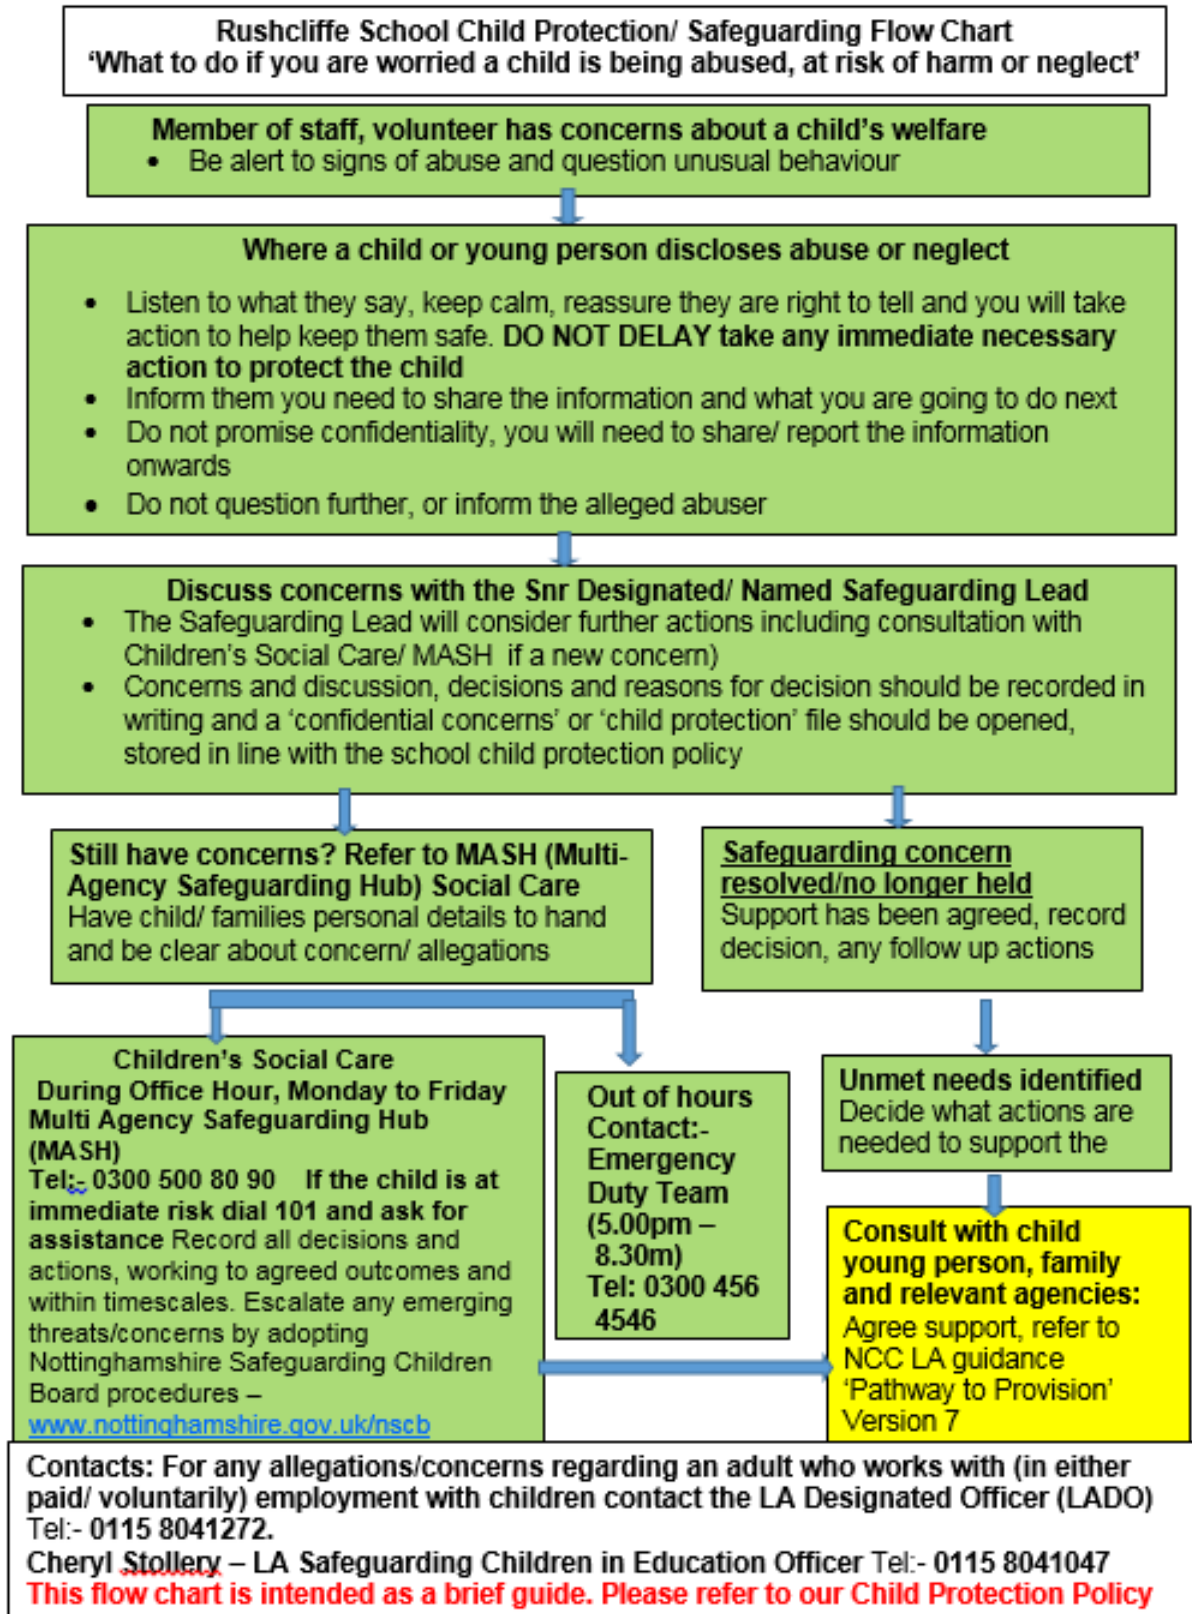 Rushcliffe School Child Protection/ Safeguarding Flow Chart
‘What to do if you are worried a child is being abused, at risk of harm or neglect’
Member of staff, volunteer has concerns about a child’s welfare
• Be alert to signs of abuse and question unusual behaviour
Where a child or young person discloses abuse or neglect
• Listen to what they say, keep calm, reassure they are right to tell and you will take
action to help keep them safe. DO NOT DELAY take any immediate necessary
action to protect the child
• Inform them you need to share the information and what you are going to do next
• Do not promise confidentiality, you will need to share/ report the information
onwards
• Do not question further, or inform the alleged abuser
Discuss concerns with the Snr Designated/ Named Safeguarding Lead
• The Safeguarding Lead will consider further actions including consultation with
Children’s Social Care/ MASH if a new concern)
• Concerns and discussion, decisions and reasons for decision should be recorded in
writing and a ‘confidential concerns’ or ‘child protection’ file should be opened,
stored in line with the school child protection policy
Still have concerns? Refer to MASH (Multi-
Agency Safeguarding Hub) Social Care
Have child/ families personal details to hand
and be clear about concern/ allegations
Safeguarding concern
resolved/no longer held
Support has been agreed, record
decision, any follow up actions
Children’s Social Care
During Office Hour, Monday to Friday
Multi Agency Safeguarding Hub
(MASH)
Tel:- 0300 500 80 90 If the child is at
immediate risk dial 101 and ask for
assistance Record all decisions and
actions, working to agreed outcomes and
within timescales. Escalate any emerging
threats/concerns by adopting
Nottinghamshire Safeguarding Children
Board procedures –
www.nottinghamshire.gov.uk/nscb
Out of hours
Contact:-
Emergency
Duty Team
(5.00pm –
8.30m)
Tel: 0300 456
4546
Unmet needs identified
Decide what actions are
needed to support the
Consult with child
young person, family
and relevant agencies:
Agree support, refer to
NCC LA guidance
‘Pathway to Provision’
Version 7
Contacts: For any allegations/concerns regarding an adult who works with (in either
paid/ voluntarily) employment with children contact the LA Designated Officer (LADO)
Tel:- 0115 8041272.
Cheryl Stollery – LA Safeguarding Children in Education Officer Tel:- 0115 8041047
This flow chart is intended as a brief guide. Please refer to our Child Protection Policy